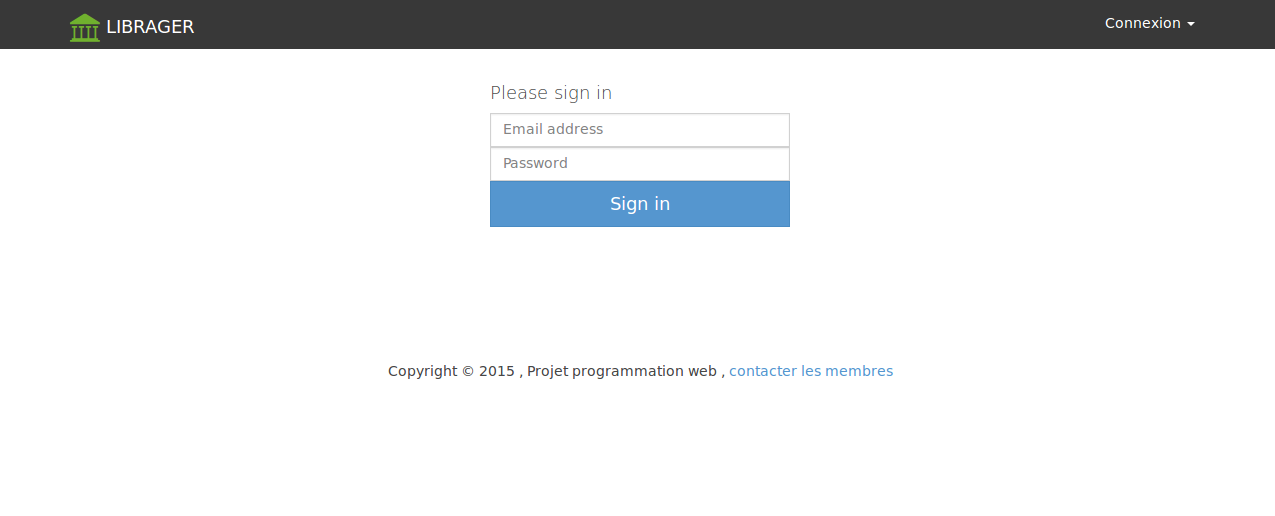 LIBRAGER
Connexion
Please sign in
Email address
Password
Sign in
Copyright © 2015 , Projet programmation web , contacter les membres